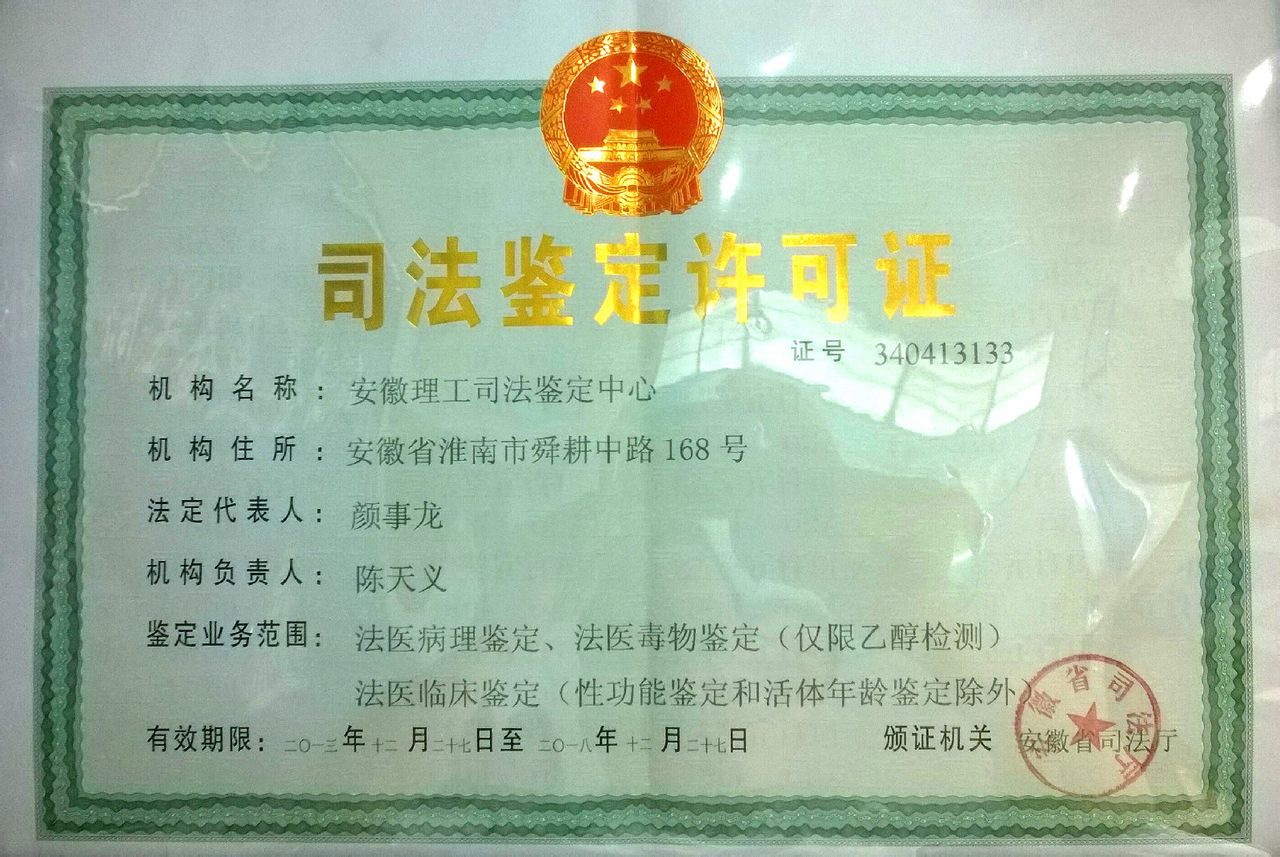 司法鉴定许可证
证号 340413133
机构名称：安徽理工司法鉴定中心
机构住所：安徽省淮南市舜耕中路168号
法定代表人：颜事龙
机构负责人：陈天义
鉴定业务范围：法医病理鉴定、法医毒物鉴定（仅限乙醇检测）
法医临床鉴定（性功能鉴定和活体年龄鉴定除外）
有效期限：二〇一三年十二月二十七日至二〇一八年十二月二十七日 颁证机关 安徽省司法厅
安徽省司法厅